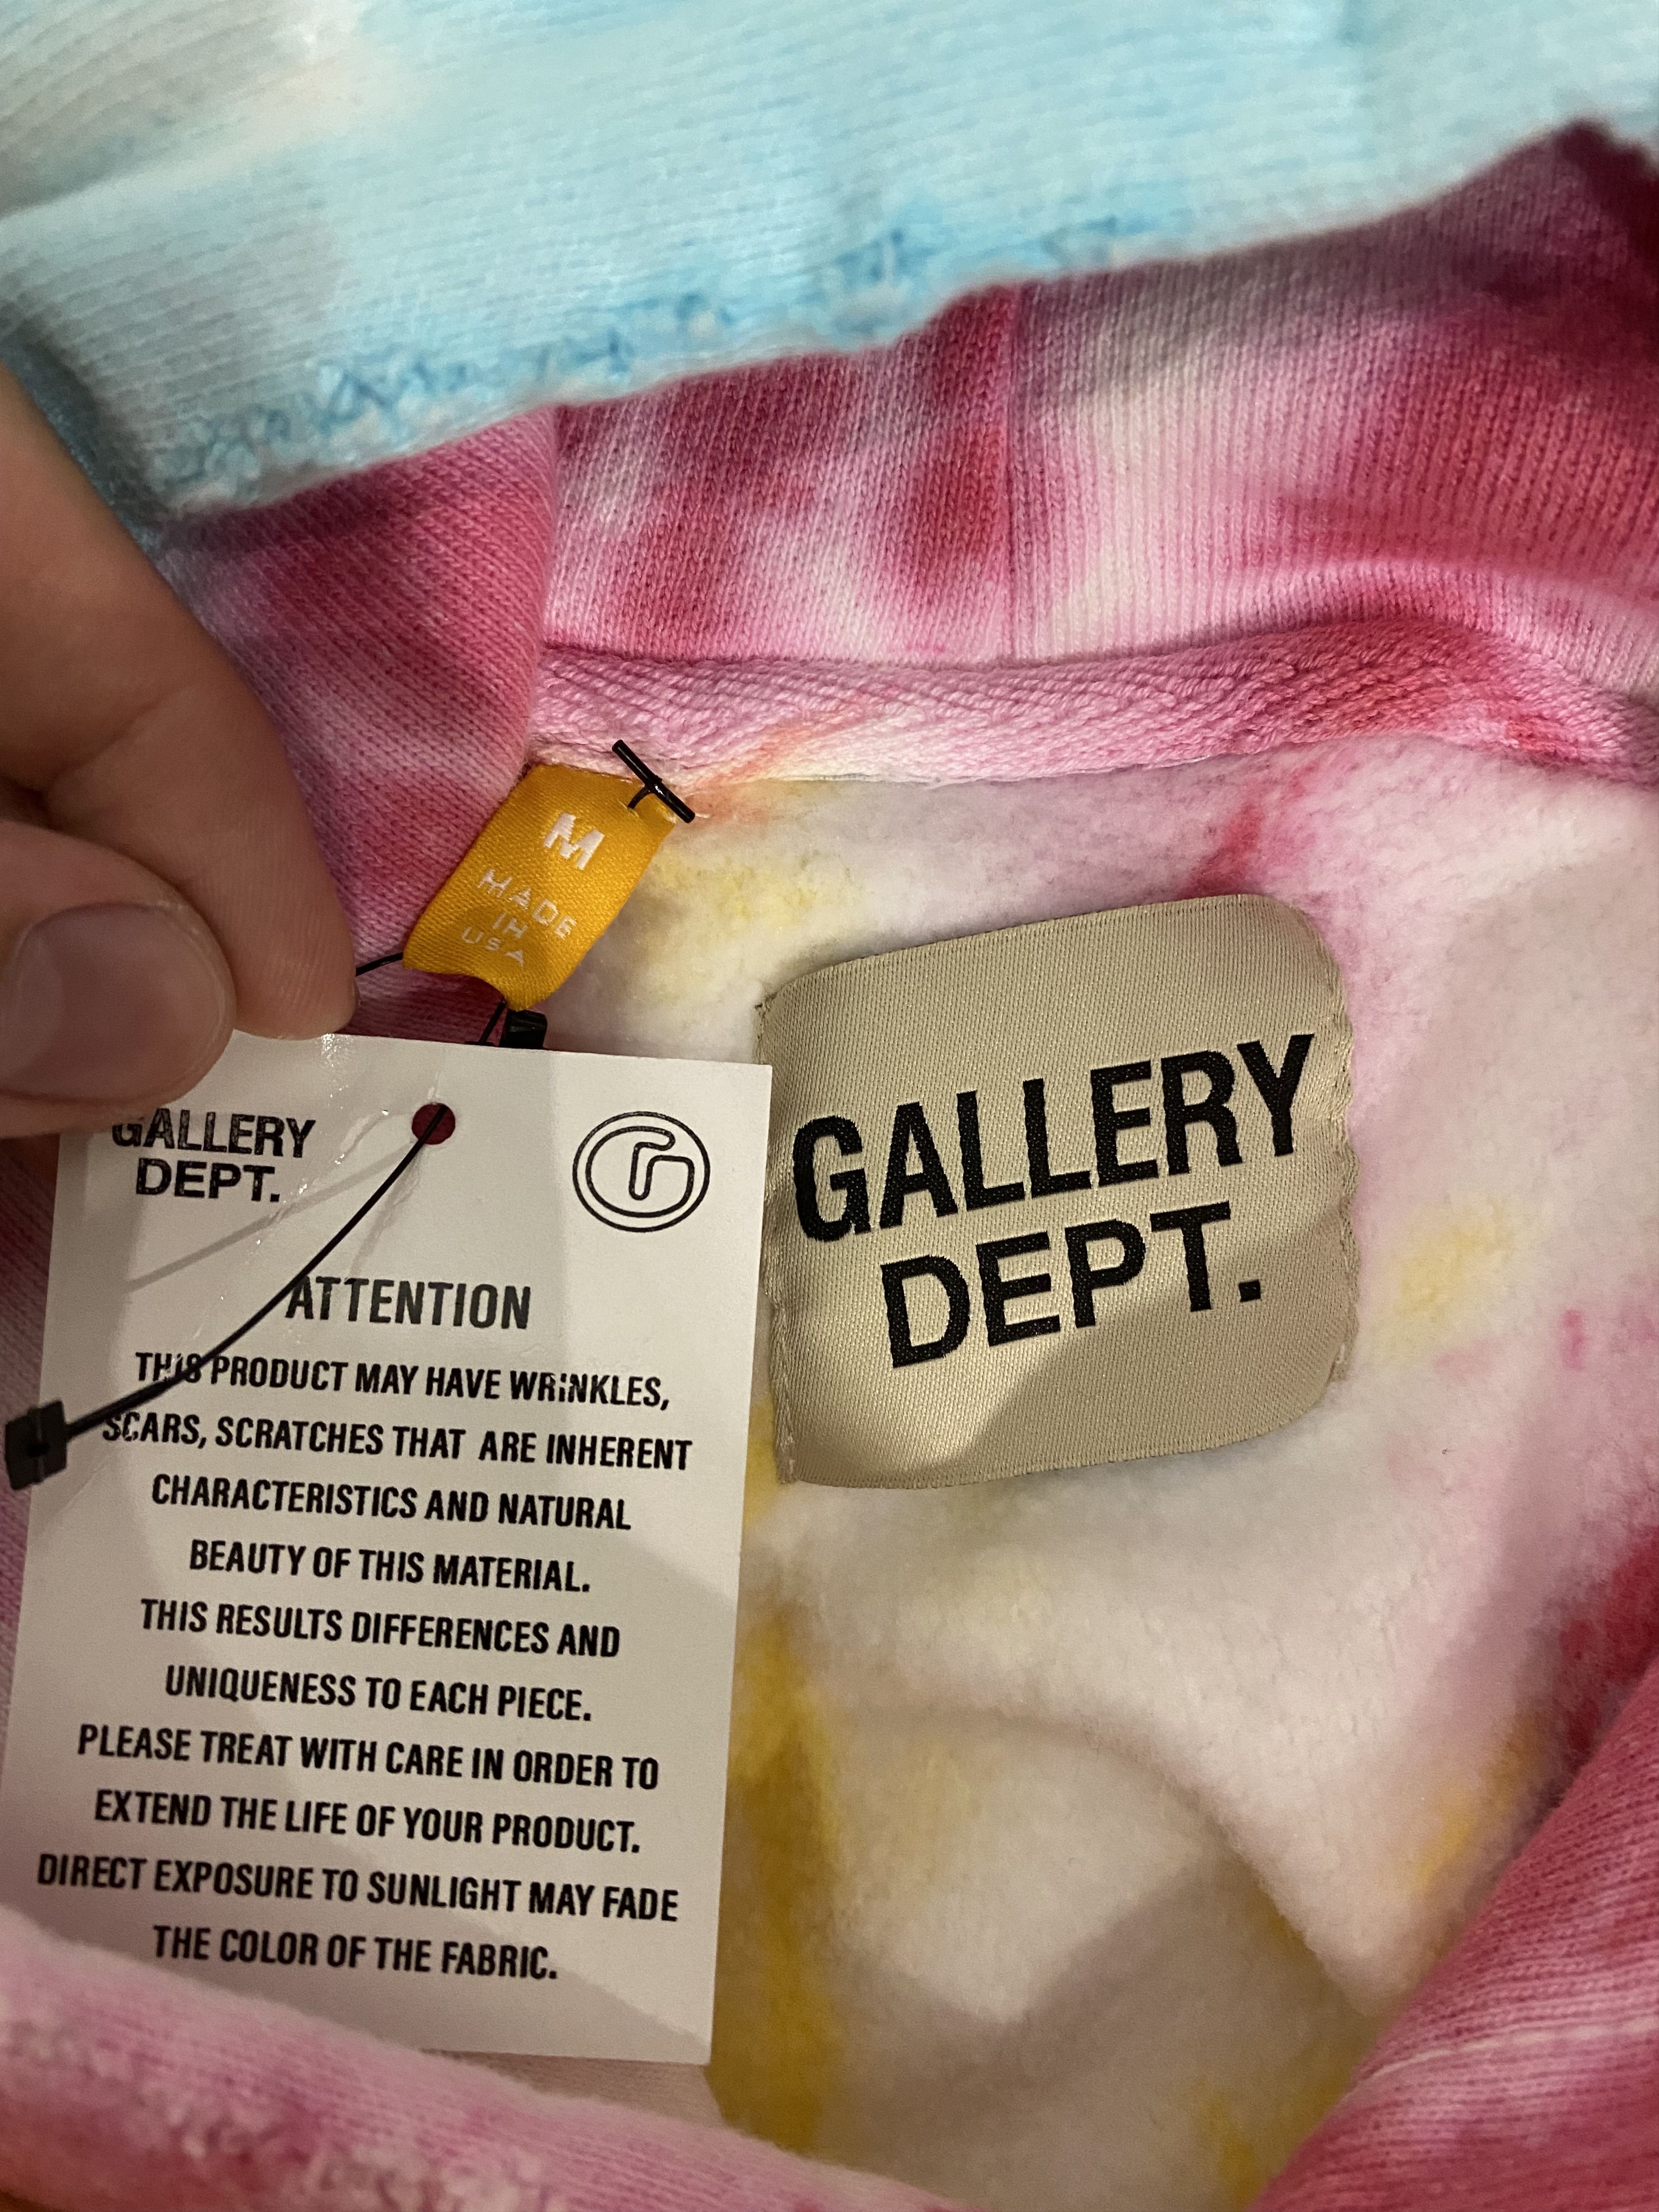 M
MADE
IN
USA
GALLERY
DEPT.
GALLERY
DEPT.
ATTENTION
THIS PRODUCT MAY HAVE WRINKLES,
SCARS, SCRATCHES THAT ARE INHERENT
CHARACTERISTICS AND NATURAL
BEAUTY OF THIS MATERIAL.
THIS RESULTS DIFFERENCES AND
UNIQUENESS TO EACH PIECE.
PLEASE TREAT WITH CARE IN ORDER TO
EXTEND THE LIFE OF YOUR PRODUCT.
DIRECT EXPOSURE TO SUNLIGHT MAY FADE
THE COLOR OF THE FABRIC.